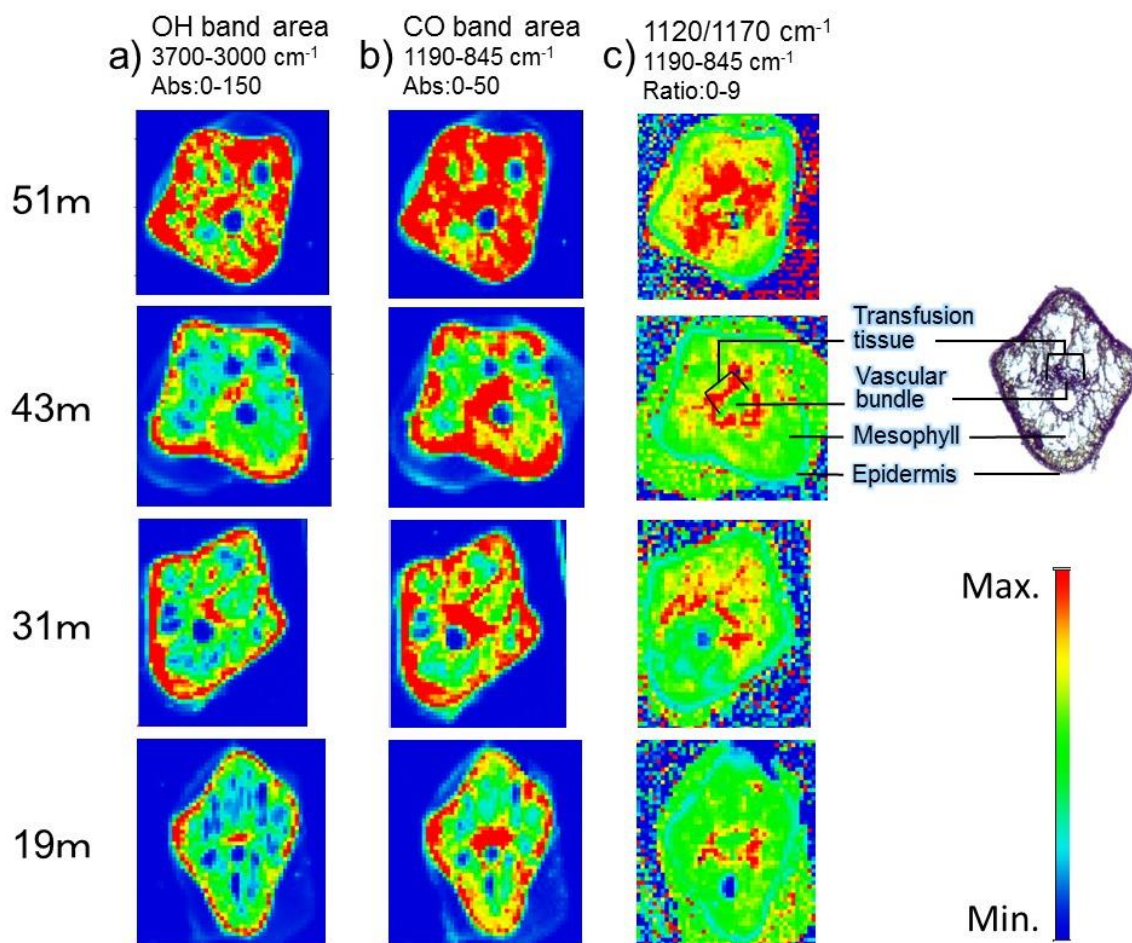 a) OH band area
3700-3000 cm⁻¹
Abs:0-150
b) CO band area
1190-845 cm⁻¹
Abs:0-50
c) 1120/1170 cm⁻¹
1190-845 cm⁻¹
Ratio:0-9
51m
43m
Transfusion
tissue
Vascular
bundle
Mesophyll
Epidermis
31m
Max.
19m
Min.